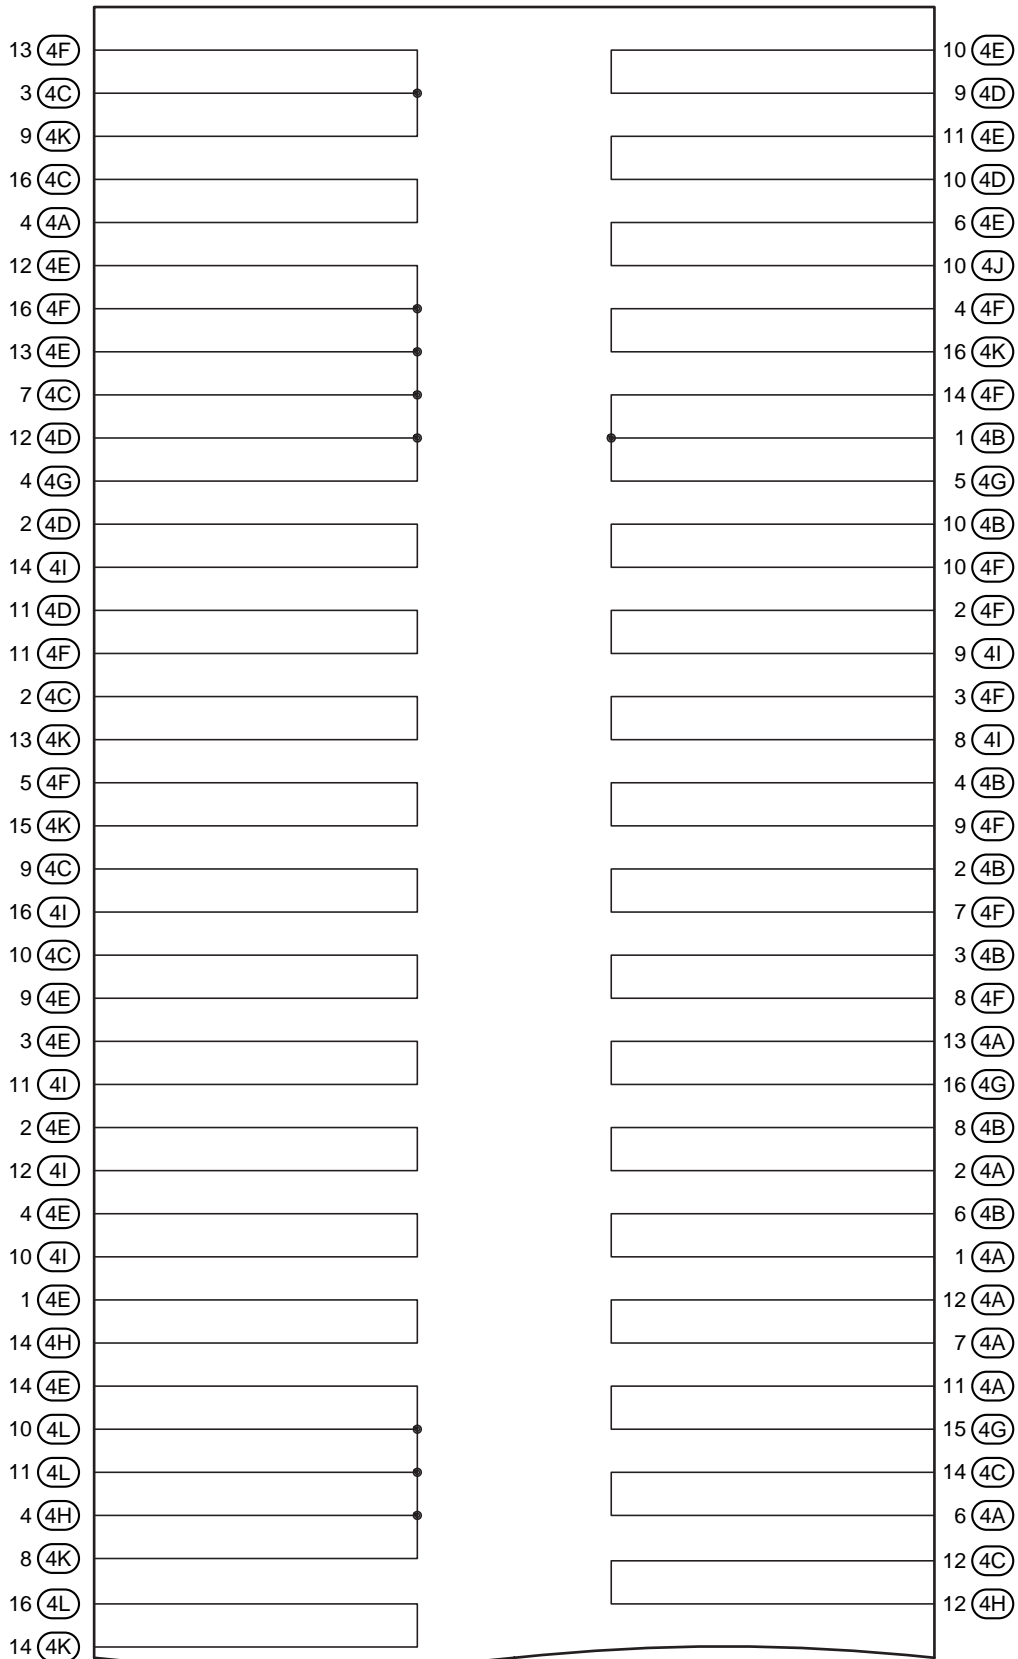 13 4F 10 4E
3 4C 9 4D
9 4K 11 4E
16 4C 10 4D
4 4A 6 4E
12 4E 10 4J
16 4F 4 4F
13 4E 16 4K
7 4C 14 4F
12 4D 1 4B
4 4G 5 4G
2 4D 10 4B
14 4I 10 4F
11 4D 2 4F
11 4F 9 4I
2 4C 3 4F
13 4K 8 4I
5 4F 4 4B
15 4K 9 4F
9 4C 2 4B
16 4I 7 4F
10 4C 3 4B
9 4E 8 4F
3 4E 13 4A
11 4I 16 4G
2 4E 8 4B
12 4I 2 4A
4 4E 6 4B
10 4I 1 4A
1 4E 12 4A
14 4H 7 4A
14 4E 11 4A
10 4L 15 4G
11 4L 14 4C
4 4H 6 4A
8 4K 12 4C
16 4L 12 4H
14 4K